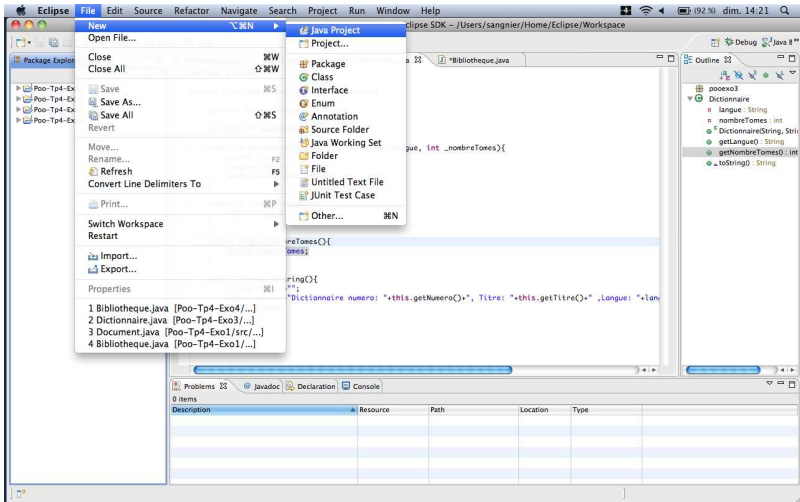 Eclipse File Edit Source Refactor Navigate Search Project Run Window Help (92 %) dim. 14:21
clipse SDK – /Users/sangnier/Home/Eclipse/Workspace
Debug Java
Package Explor
*Bibliotheque.java
Outline
New ⌥⌘N
Open File...
Close ⌘W
Close All ⇧⌘W
Save ⌘S
Save As...
Save All ⇧⌘S
Revert
Move...
Rename... F2
Refresh F5
Convert Line Delimiters To
Print... ⌘P
Switch Workspace
Restart
Import...
Export...
Properties ⌘I
1 Bibliotheque.java [Poo-Tp4-Exo4/...]
2 Dictionnaire.java [Poo-Tp4-Exo3/...]
3 Document.java [Poo-Tp4-Exo1/src/...]
4 Bibliotheque.java [Poo-Tp4-Exo1/...]
Java Project
Project...
Package
Class
Interface
Enum
Annotation
Source Folder
Java Working Set
Folder
File
Untitled Text File
JUnit Test Case
Other... ⌘N
Poo-Tp4-Ex
Poo-Tp4-Ex
Poo-Tp4-Ex
Poo-Tp4-Ex
gue, int _nombreTomes){
breTomes(){
omes;
ring(){
+"";
"Dictionnaire numero: "+this.getNumero()+", Titre: "+this.getTitre()+" ,Langue: "+lang
pooexo3
Dictionnaire
langue : String
nombreTomes : int
Dictionnaire(String, Stri
getLangue() : String
getNombreTomes() : int
toString() : String
Problems Javadoc Declaration Console
0 items
Description Resource Path Location Type